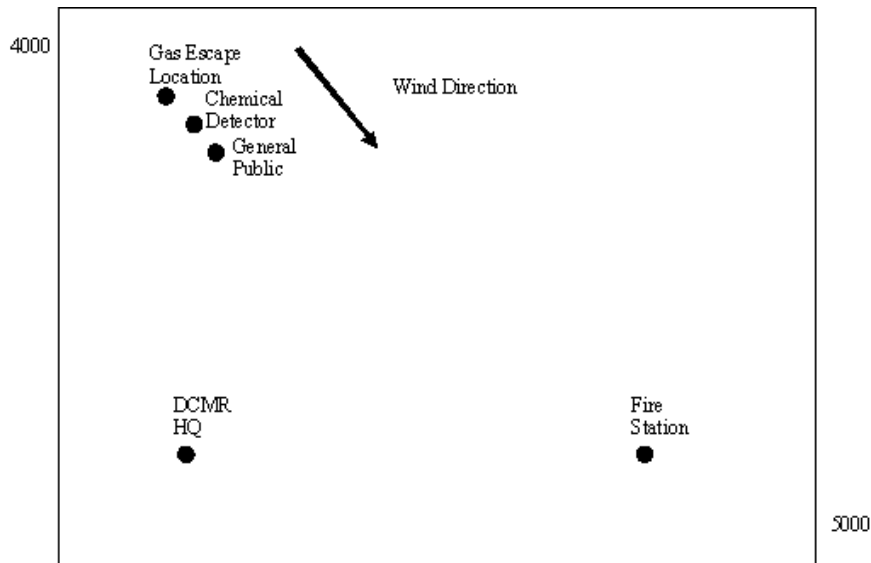 4000
Gas Escape
Location
Chemical
Detector
General
Public
Wind Direction
DCMR
HQ
Fire
Station
5000